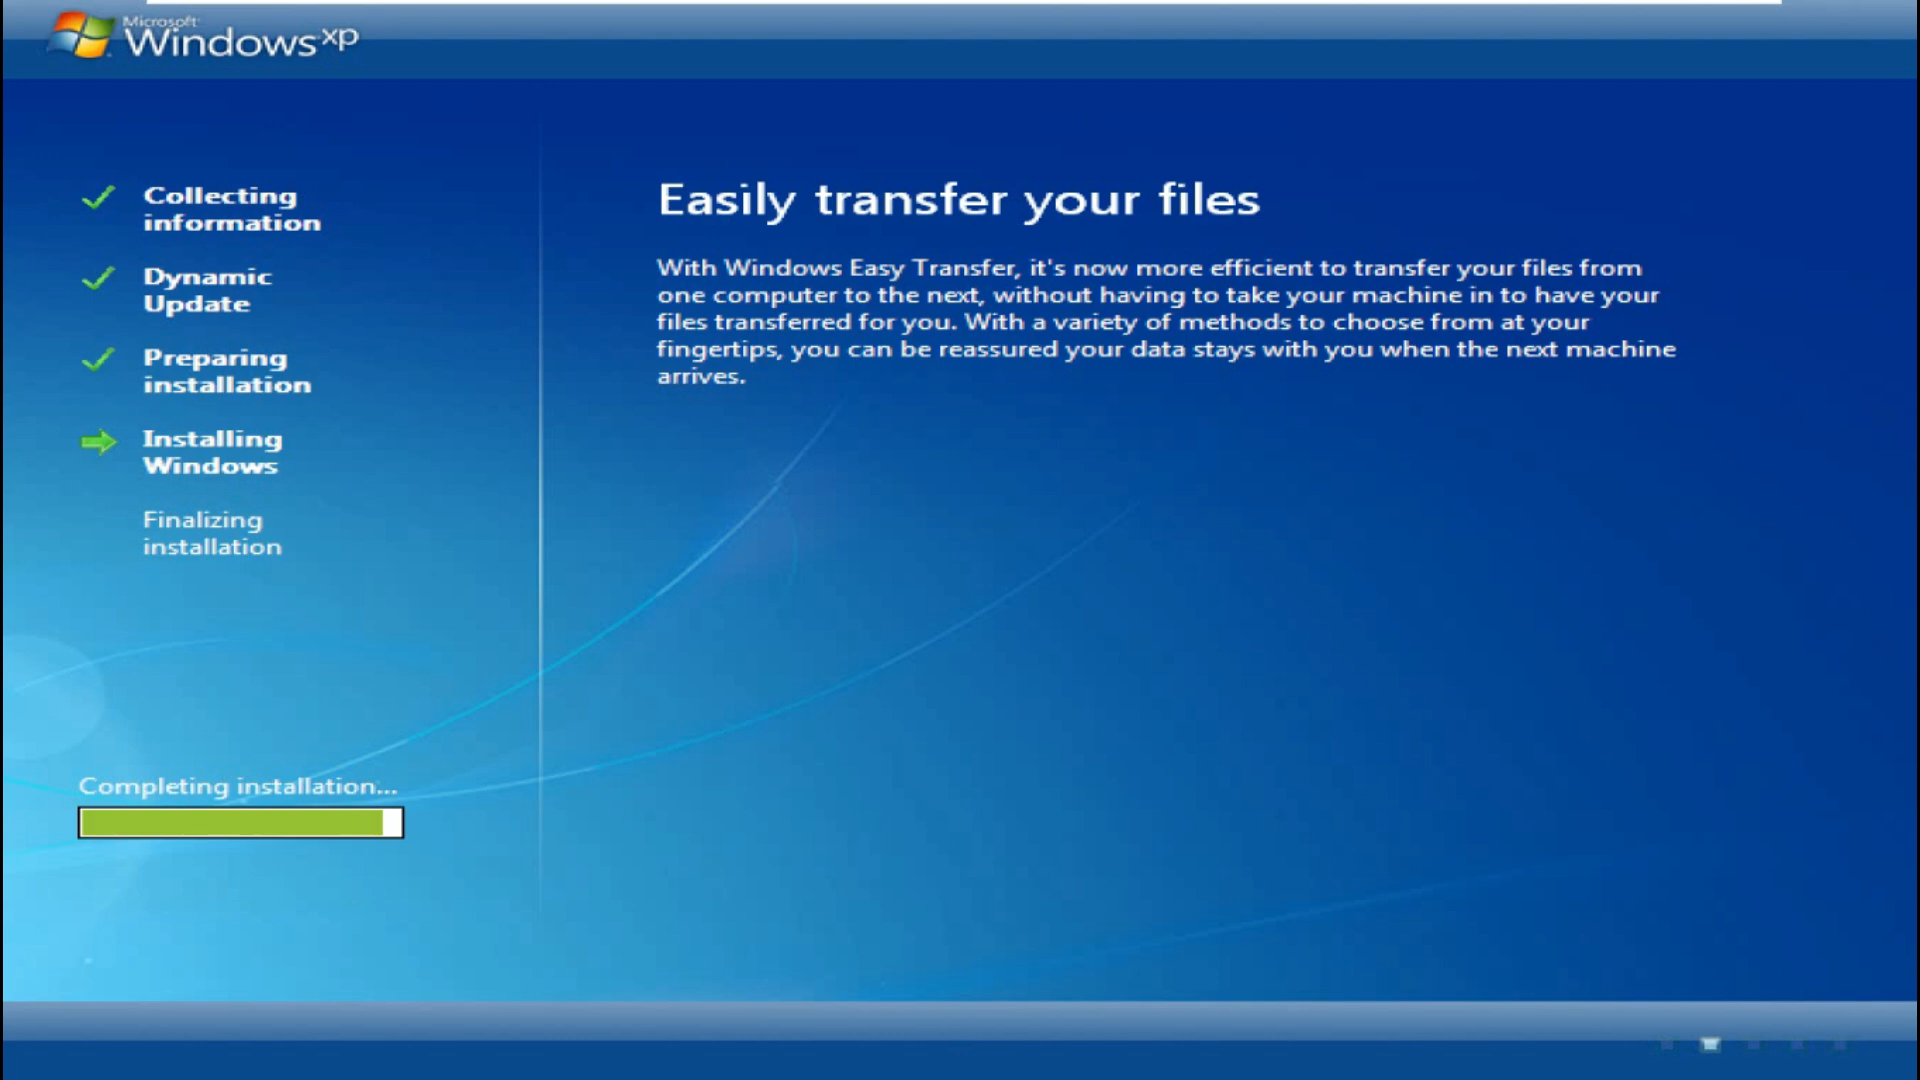 Microsoft
Windows xp
Collecting
information
Dynamic
Update
Preparing
installation
Installing
Windows
Finalizing
installation
Completing installation...
Easily transfer your files
With Windows Easy Transfer, it's now more efficient to transfer your files from
one computer to the next, without having to take your machine in to have your
files transferred for you. With a variety of methods to choose from at your
fingertips, you can be reassured your data stays with you when the next machine
arrives.